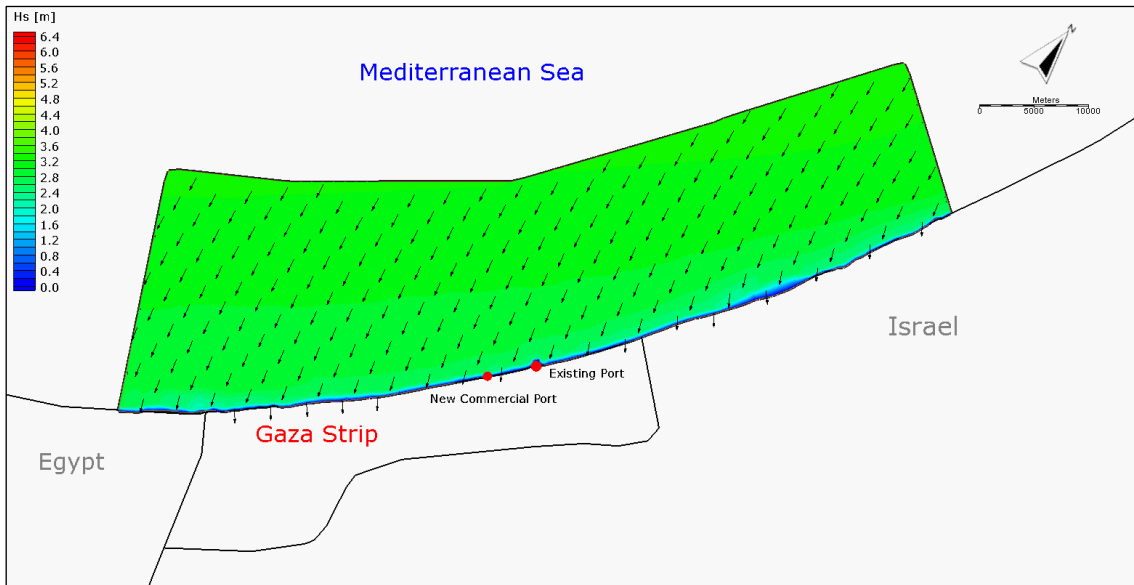 Hs [m]
6.4
6.0
5.6
5.2
4.8
4.4
4.0
3.6
3.2
2.8
2.4
2.0
1.6
1.2
0.8
0.4
0.0
Mediterranean Sea
N
Meters
0 5000 10000
Israel
Existing Port
New Commercial Port
Gaza Strip
Egypt